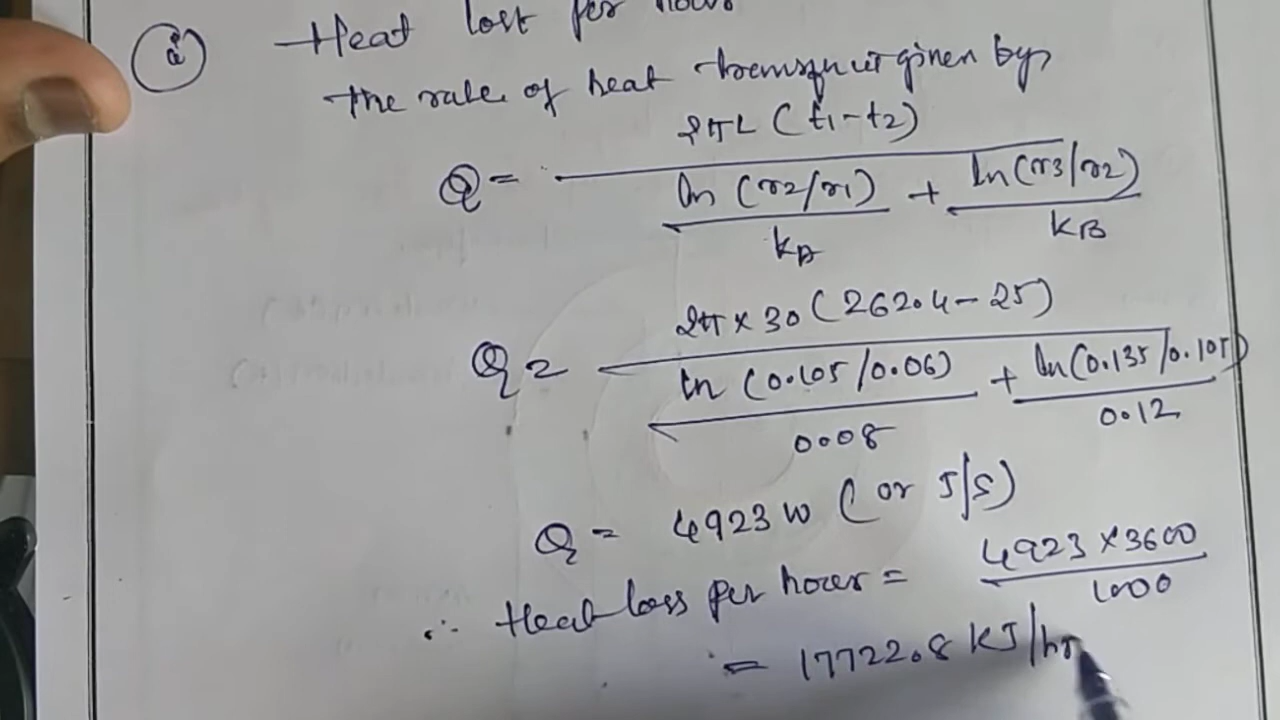 (i) Heat lost per hour
The rate of heat transfer is given by,
Q = 2πL (t1-t2) / ( ln (r2/r1) / kA + ln (r3/r2) / kB )
Q = 2π x 30 (262.4 - 25) / ( ln (0.105/0.06) / 0.08 + ln (0.135/0.105) / 0.12 )
Q = 4923 W (or J/S)
∴ Heat loss per hour = 4923 x 3600 / 1000
= 17722.8 KJ/hr